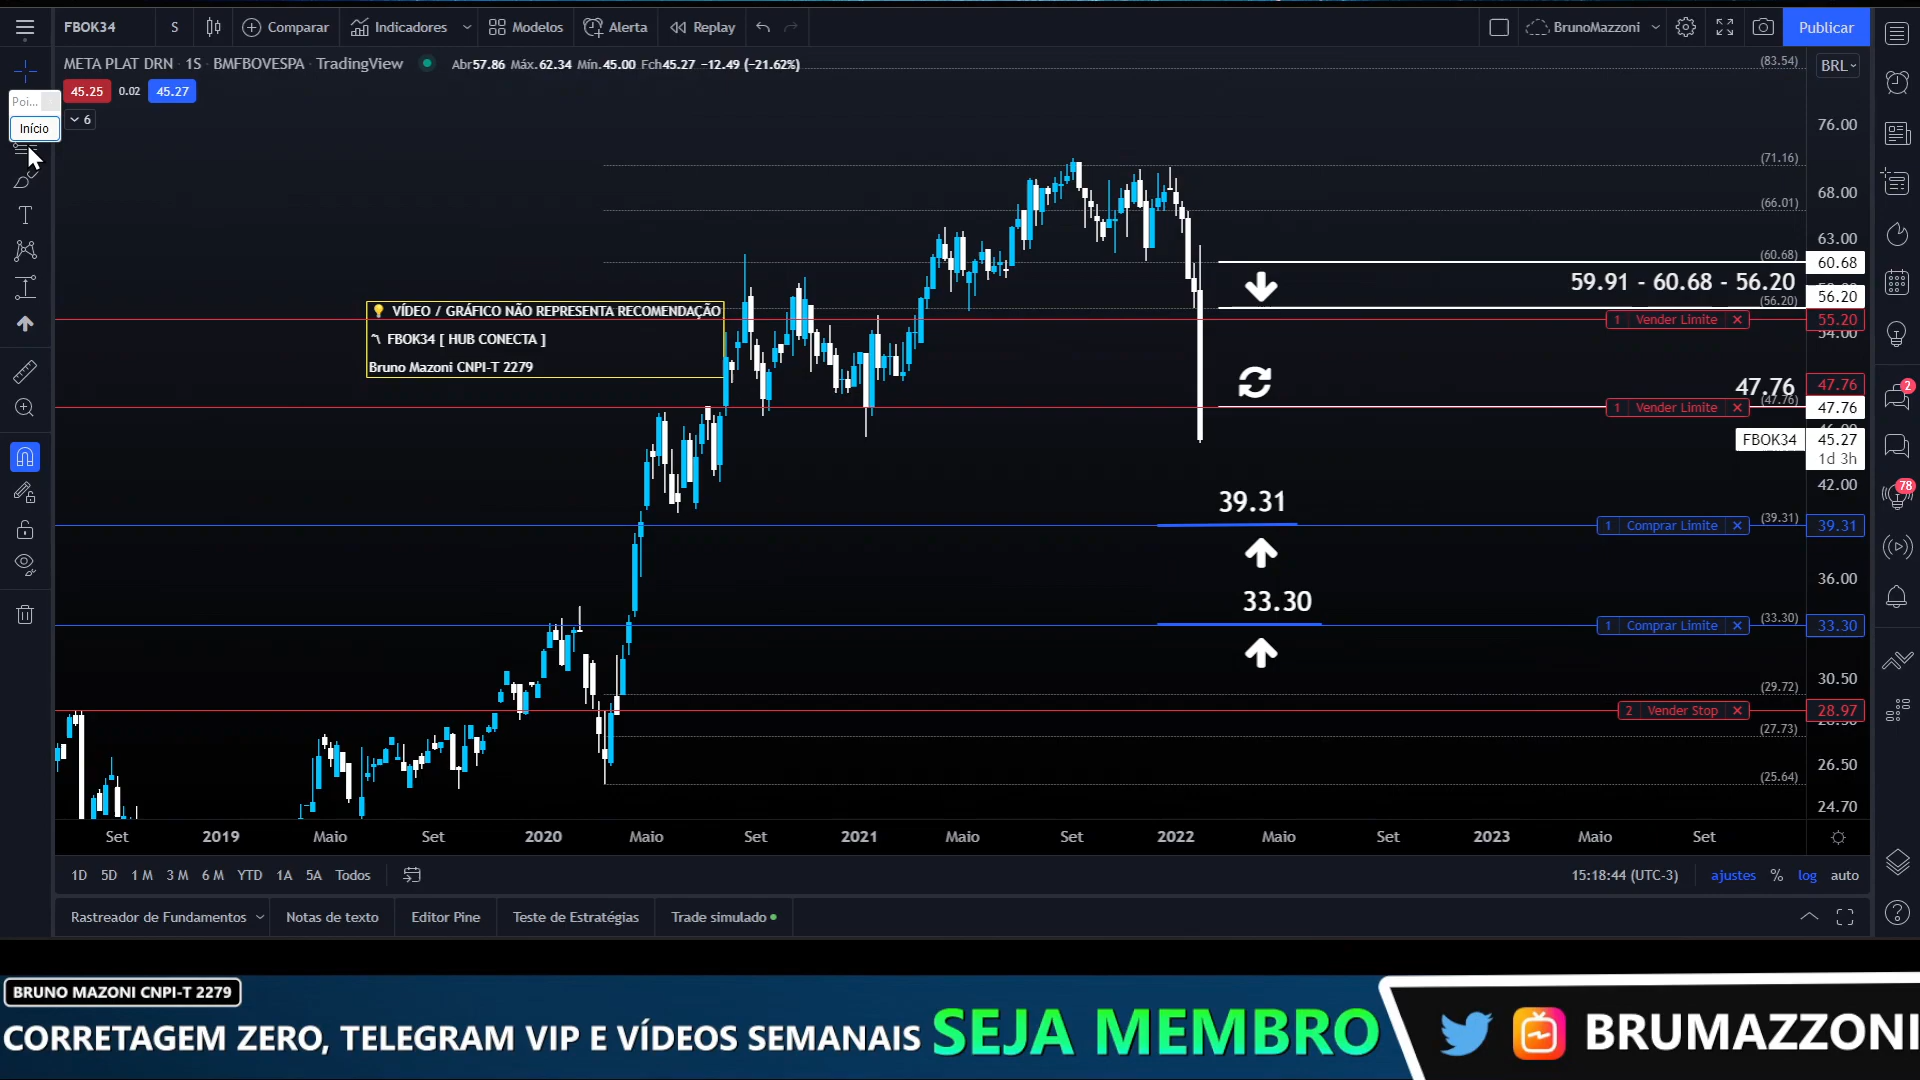 FBOK34 S Comparar Indicadores Modelos Alerta Replay BrunoMazzoni Publicar
META PLAT DRN · 1S · BMFBOVESPA · TradingView Abr57.86 Máx.62.34 Mín.45.00 Fch45.27 −12.49 (−21.62%) (83.54) BRL
45.25 0.02 45.27
Poi...
Início
6
76.00
(71.16)
68.00
(66.01)
63.00
(60.68) 60.68
59.91 - 60.68 - 56.20
(56.20) 56.20
💡 VÍDEO / GRÁFICO NÃO REPRESENTA RECOMENDAÇÃO
FBOK34 [ HUB CONECTA ]
Bruno Mazoni CNPI-T 2279
1 Vender Limite × 55.20
54.00
47.76 47.76
(47.76)
1 Vender Limite × 47.76
FBOK34 45.27
1d 3h
42.00
39.31
(39.31)
1 Comprar Limite × 39.31
36.00
33.30
(33.30)
1 Comprar Limite × 33.30
30.50
(29.72)
2 Vender Stop × 28.97
(27.73)
26.50
(25.64)
24.70
Set 2019 Maio Set 2020 Maio Set 2021 Maio Set 2022 Maio Set 2023 Maio Set
1D 5D 1 M 3 M 6 M YTD 1A 5A Todos 15:18:44 (UTC-3) ajustes % log auto
Rastreador de Fundamentos Notas de texto Editor Pine Teste de Estratégias Trade simulado
2
78
BRUNO MAZONI CNPI-T 2279
CORRETAGEM ZERO, TELEGRAM VIP E VÍDEOS SEMANAIS SEJA MEMBRO BRUMAZZONI